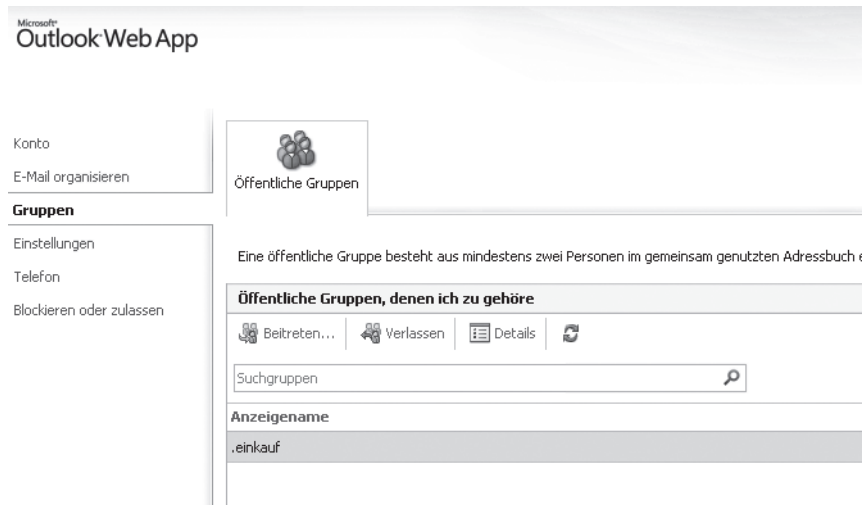 Microsoft®
Outlook Web App
Konto
E-Mail organisieren
Gruppen
Einstellungen
Telefon
Blockieren oder zulassen
Öffentliche Gruppen
Eine öffentliche Gruppe besteht aus mindestens zwei Personen im gemeinsam genutzten Adressbuch
Öffentliche Gruppen, denen ich zu gehöre
Beitreten... Verlassen Details
Suchgruppen
Anzeigename
.einkauf